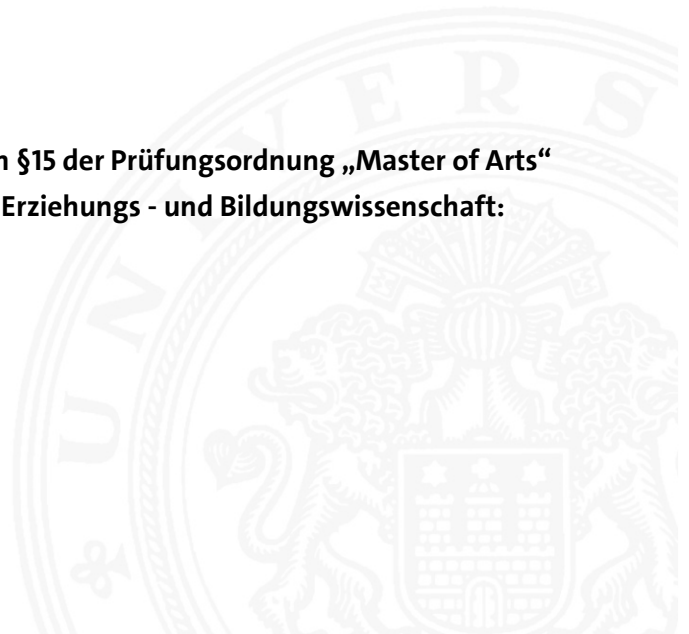 §15 der Prüfungsordnung „Master of Arts“
Erziehungs - und Bildungswissenschaft:
U N I V E R S